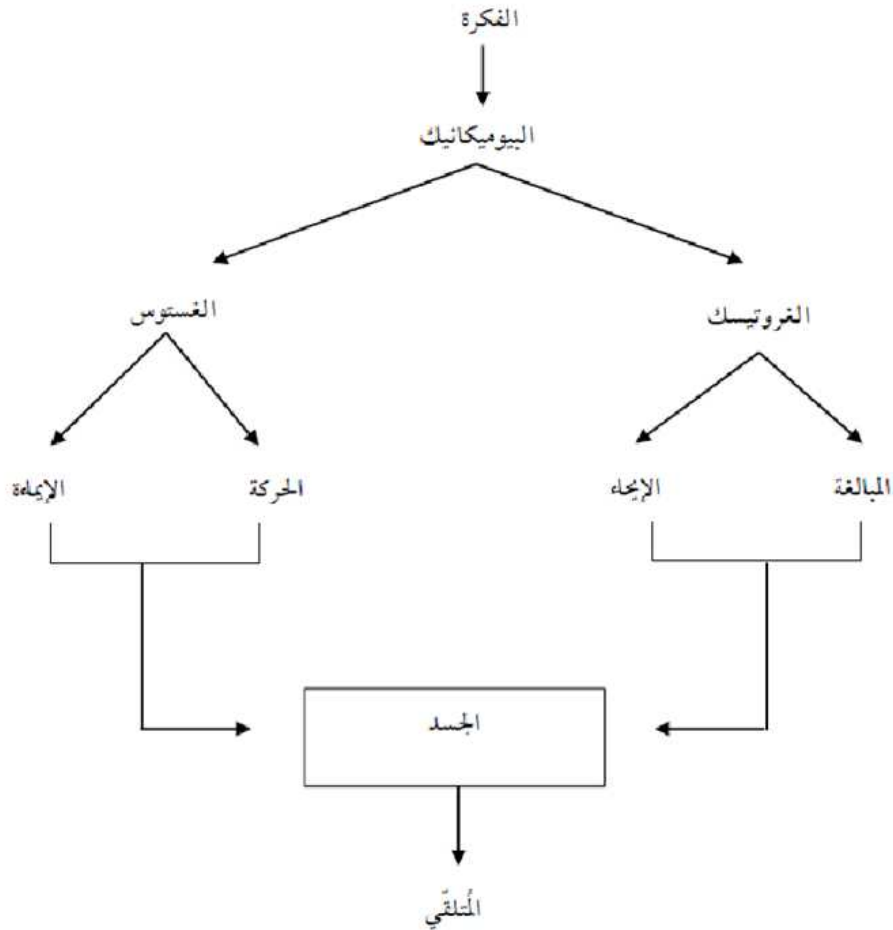 الفكرة
البيوميكانيك
الغروتيسك
الغستوس
المبالغة
الإيحاء
الحركة
الإيماءة
الجسد
المُتلقّي